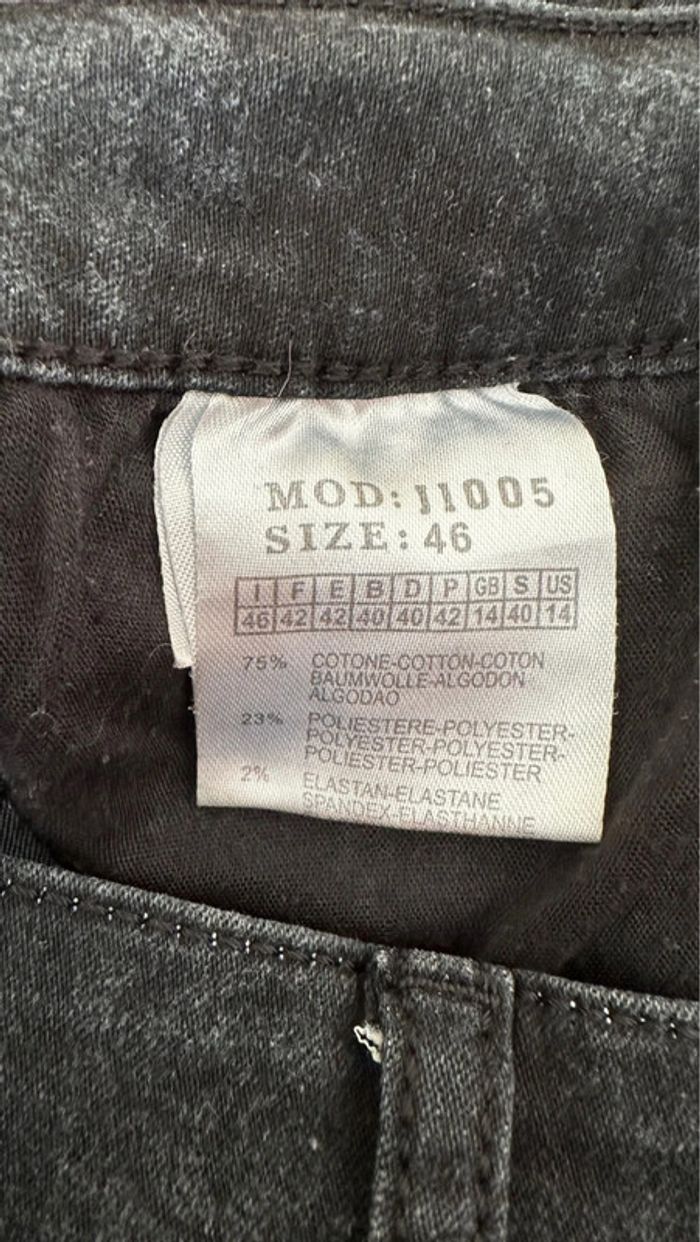 MOD: J1005
SIZE: 46
I F E B D P GB S US
46 42 42 40 40 42 14 40 14
75% COTONE-COTTON-COTON
BAUMWOLLE-ALGODON
ALGODAO
23% POLIESTERE-POLYESTER-
POLYESTER-POLYESTER-
POLIESTER-POLIESTER
2% ELASTAN-ELASTANE
SPANDEX-ELASTHANNE